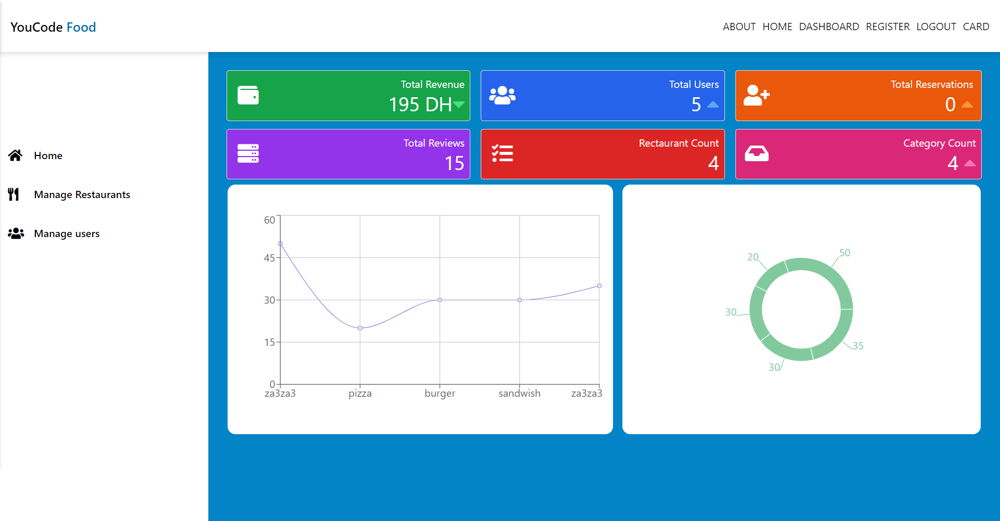 YouCode Food
ABOUT HOME DASHBOARD REGISTER LOGOUT CARD
Home
Manage Restaurants
Manage users
Total Revenue
195 DH
Total Users
5
Total Reservations
0
Total Reviews
15
Rectaurant Count
4
Category Count
4
60
45
30
15
0
za3za3 pizza burger sandwish za3za3
50
20
30
35
30